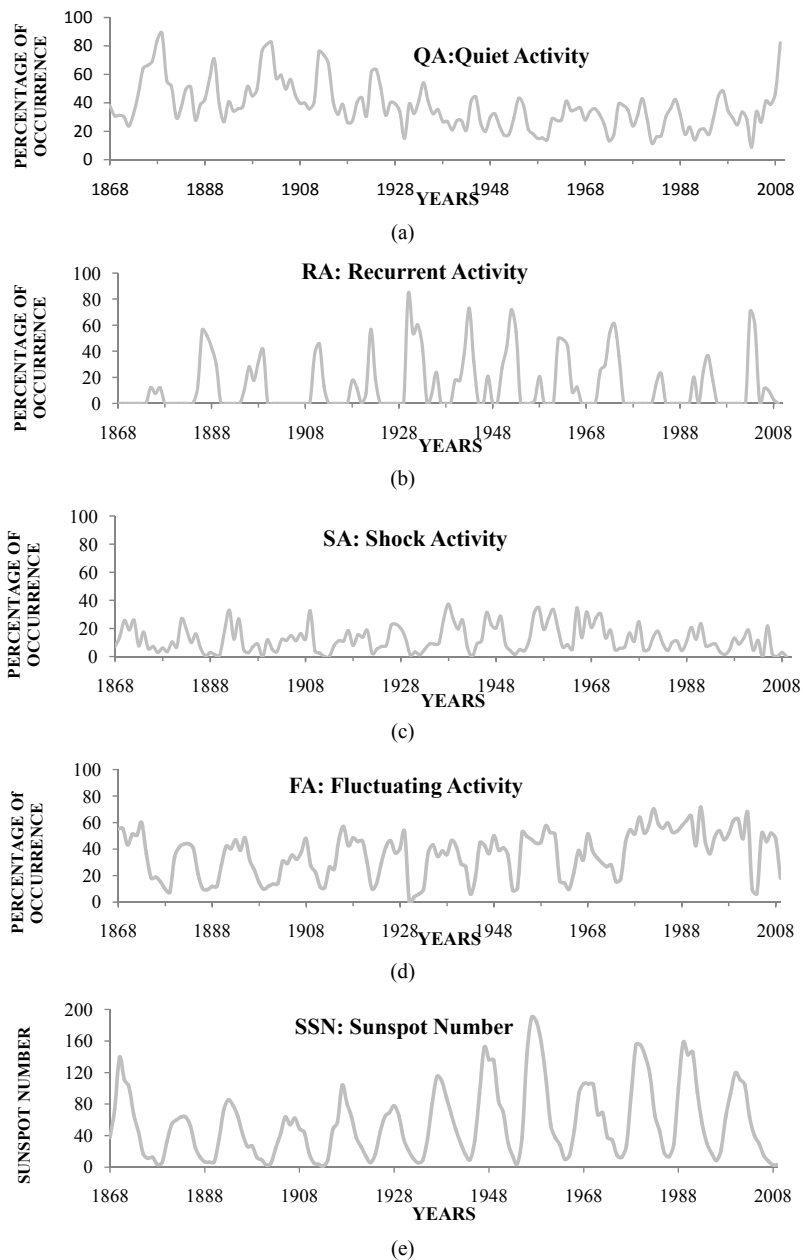 PERCENTAGE OF
OCCURRENCE
QA:Quiet Activity
100
80
60
40
20
0
1868 1888 1908 1928 1948 1968 1988 2008
YEARS
(a)
PERCENTAGE OF
OCCURRENCE
RA: Recurrent Activity
100
80
60
40
20
0
1868 1888 1908 1928 1948 1968 1988 2008
YEARS
(b)
PERCENTAGE OF
OCCURRENCE
SA: Shock Activity
100
80
60
40
20
0
1868 1888 1908 1928 1948 1968 1988 2008
YEARS
(c)
PERCENTAGE Of
OCCURRENCE
FA: Fluctuating Activity
100
80
60
40
20
0
1868 1888 1908 1928 1948 1968 1988 2008
YEARS
(d)
SUNSPOT NUMBER
SSN: Sunspot Number
200
160
120
80
40
0
1868 1888 1908 1928 1948 1968 1988 2008
YEARS
(e)